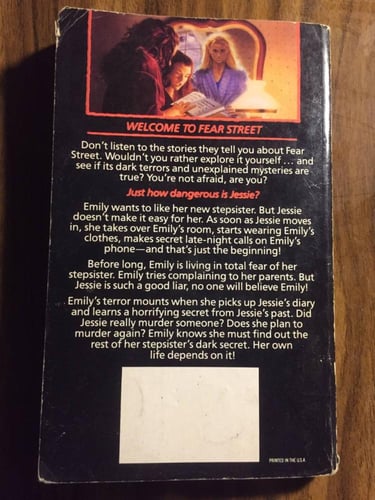 WELCOME TO FEAR STREET
Don't listen to the stories they tell you about Fear
Street. Wouldn't you rather explore it yourself ... and
see if its dark terrors and unexplained mysteries are
true? You're not afraid, are you?
Just how dangerous is Jessie?
Emily wants to like her new stepsister. But Jessie
doesn't make it easy for her. As soon as Jessie moves
in, she takes over Emily's room, starts wearing Emily's
clothes, makes secret late-night calls on Emily's
phone—and that's just the beginning!
Before long, Emily is living in total fear of her
stepsister. Emily tries complaining to her parents. But
Jessie is such a good liar, no one will believe Emily!
Emily's terror mounts when she picks up Jessie's diary
and learns a horrifying secret from Jessie's past. Did
Jessie really murder someone? Does she plan to
murder again? Emily knows she must find out the
rest of her stepsister's dark secret. Her own
life depends on it!
PRINTED IN THE U.S.A.